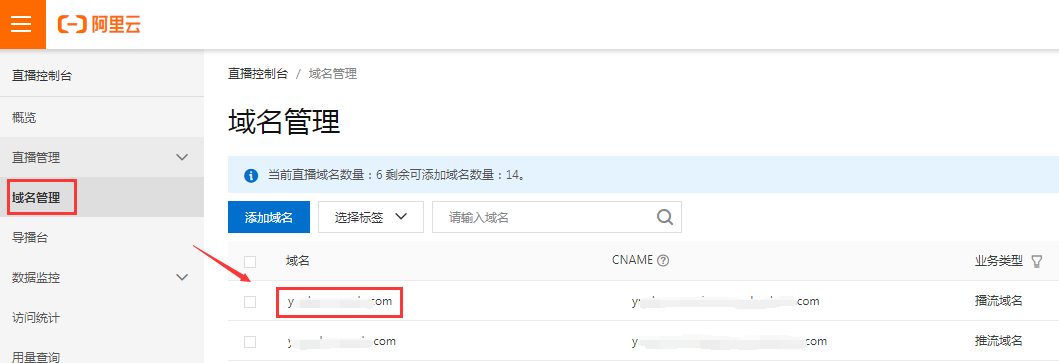 阿里云
直播控制台
概览
直播管理
域名管理
导播台
数据监控
访问统计
用量查询
直播控制台 / 域名管理
域名管理
当前直播域名数量：6 剩余可添加域名数量：14。
添加域名 选择标签 请输入域名
域名 CNAME 业务类型
.com com 播流域名
.com com 推流域名